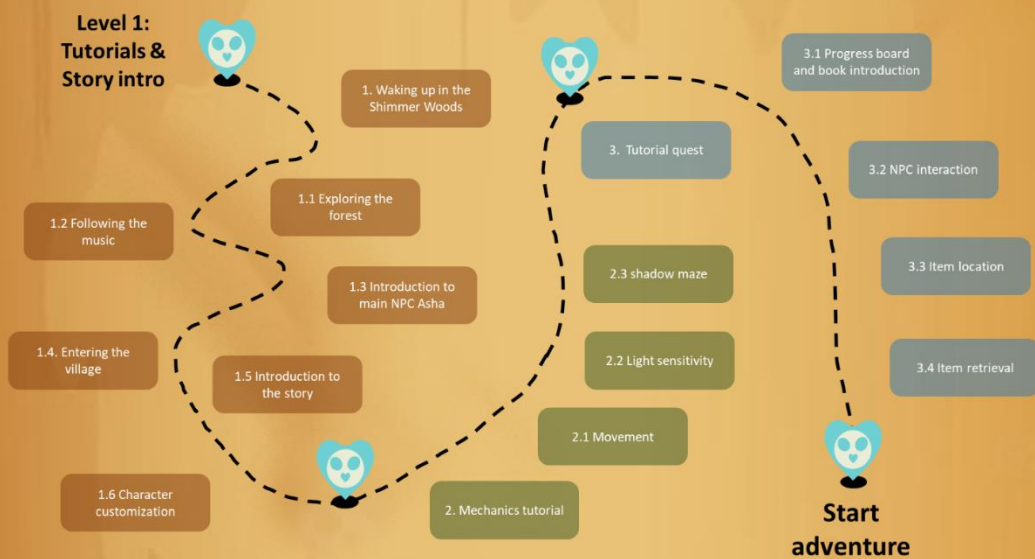 Level 1:
Tutorials &
Story intro
1. Waking up in the
Shimmer Woods
1.1 Exploring the
forest
1.2 Following the
music
1.3 Introduction to
main NPC Asha
1.4. Entering the
village
1.5 Introduction to
the story
1.6 Character
customization
2. Mechanics tutorial
2.1 Movement
2.2 Light sensitivity
2.3 shadow maze
3. Tutorial quest
3.1 Progress board
and book introduction
3.2 NPC interaction
3.3 Item location
3.4 Item retrieval
Start
adventure